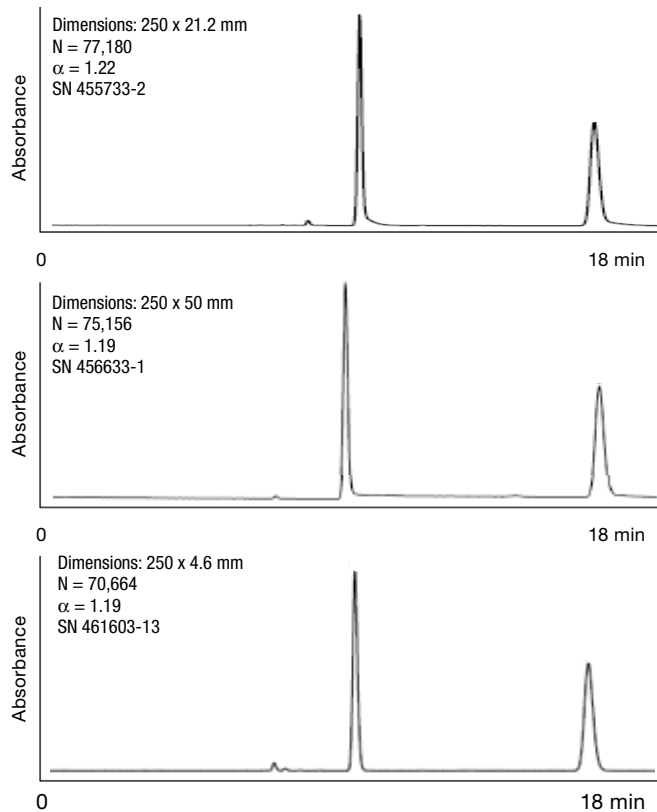 Dimensions: 250 x 21.2 mm
N = 77,180
α = 1.22
SN 455733-2
Absorbance
0 18 min
Dimensions: 250 x 50 mm
N = 75,156
α = 1.19
SN 456633-1
Absorbance
0 18 min
Dimensions: 250 x 4.6 mm
N = 70,664
α = 1.19
SN 461603-13
Absorbance
0 18 min